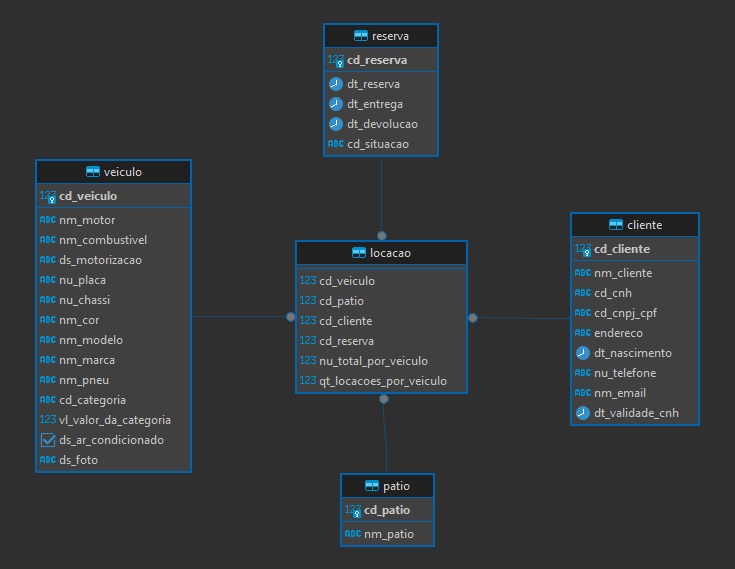 reserva
123 cd_reserva
dt_reserva
dt_entrega
dt_devolucao
ABC cd_situacao
veiculo
123 cd_veiculo
ABC nm_motor
ABC nm_combustivel
ABC ds_motorizacao
ABC nu_placa
ABC nu_chassi
ABC nm_cor
ABC nm_modelo
ABC nm_marca
ABC nm_pneu
ABC cd_categoria
123 vl_valor_da_categoria
ds_ar_condicionado
ABC ds_foto
locacao
123 cd_veiculo
123 cd_patio
123 cd_cliente
123 cd_reserva
123 nu_total_por_veiculo
123 qt_locacoes_por_veiculo
cliente
123 cd_cliente
ABC nm_cliente
ABC cd_cnh
ABC cd_cnpj_cpf
ABC endereco
dt_nascimento
ABC nu_telefone
ABC nm_email
dt_validade_cnh
patio
123 cd_patio
ABC nm_patio